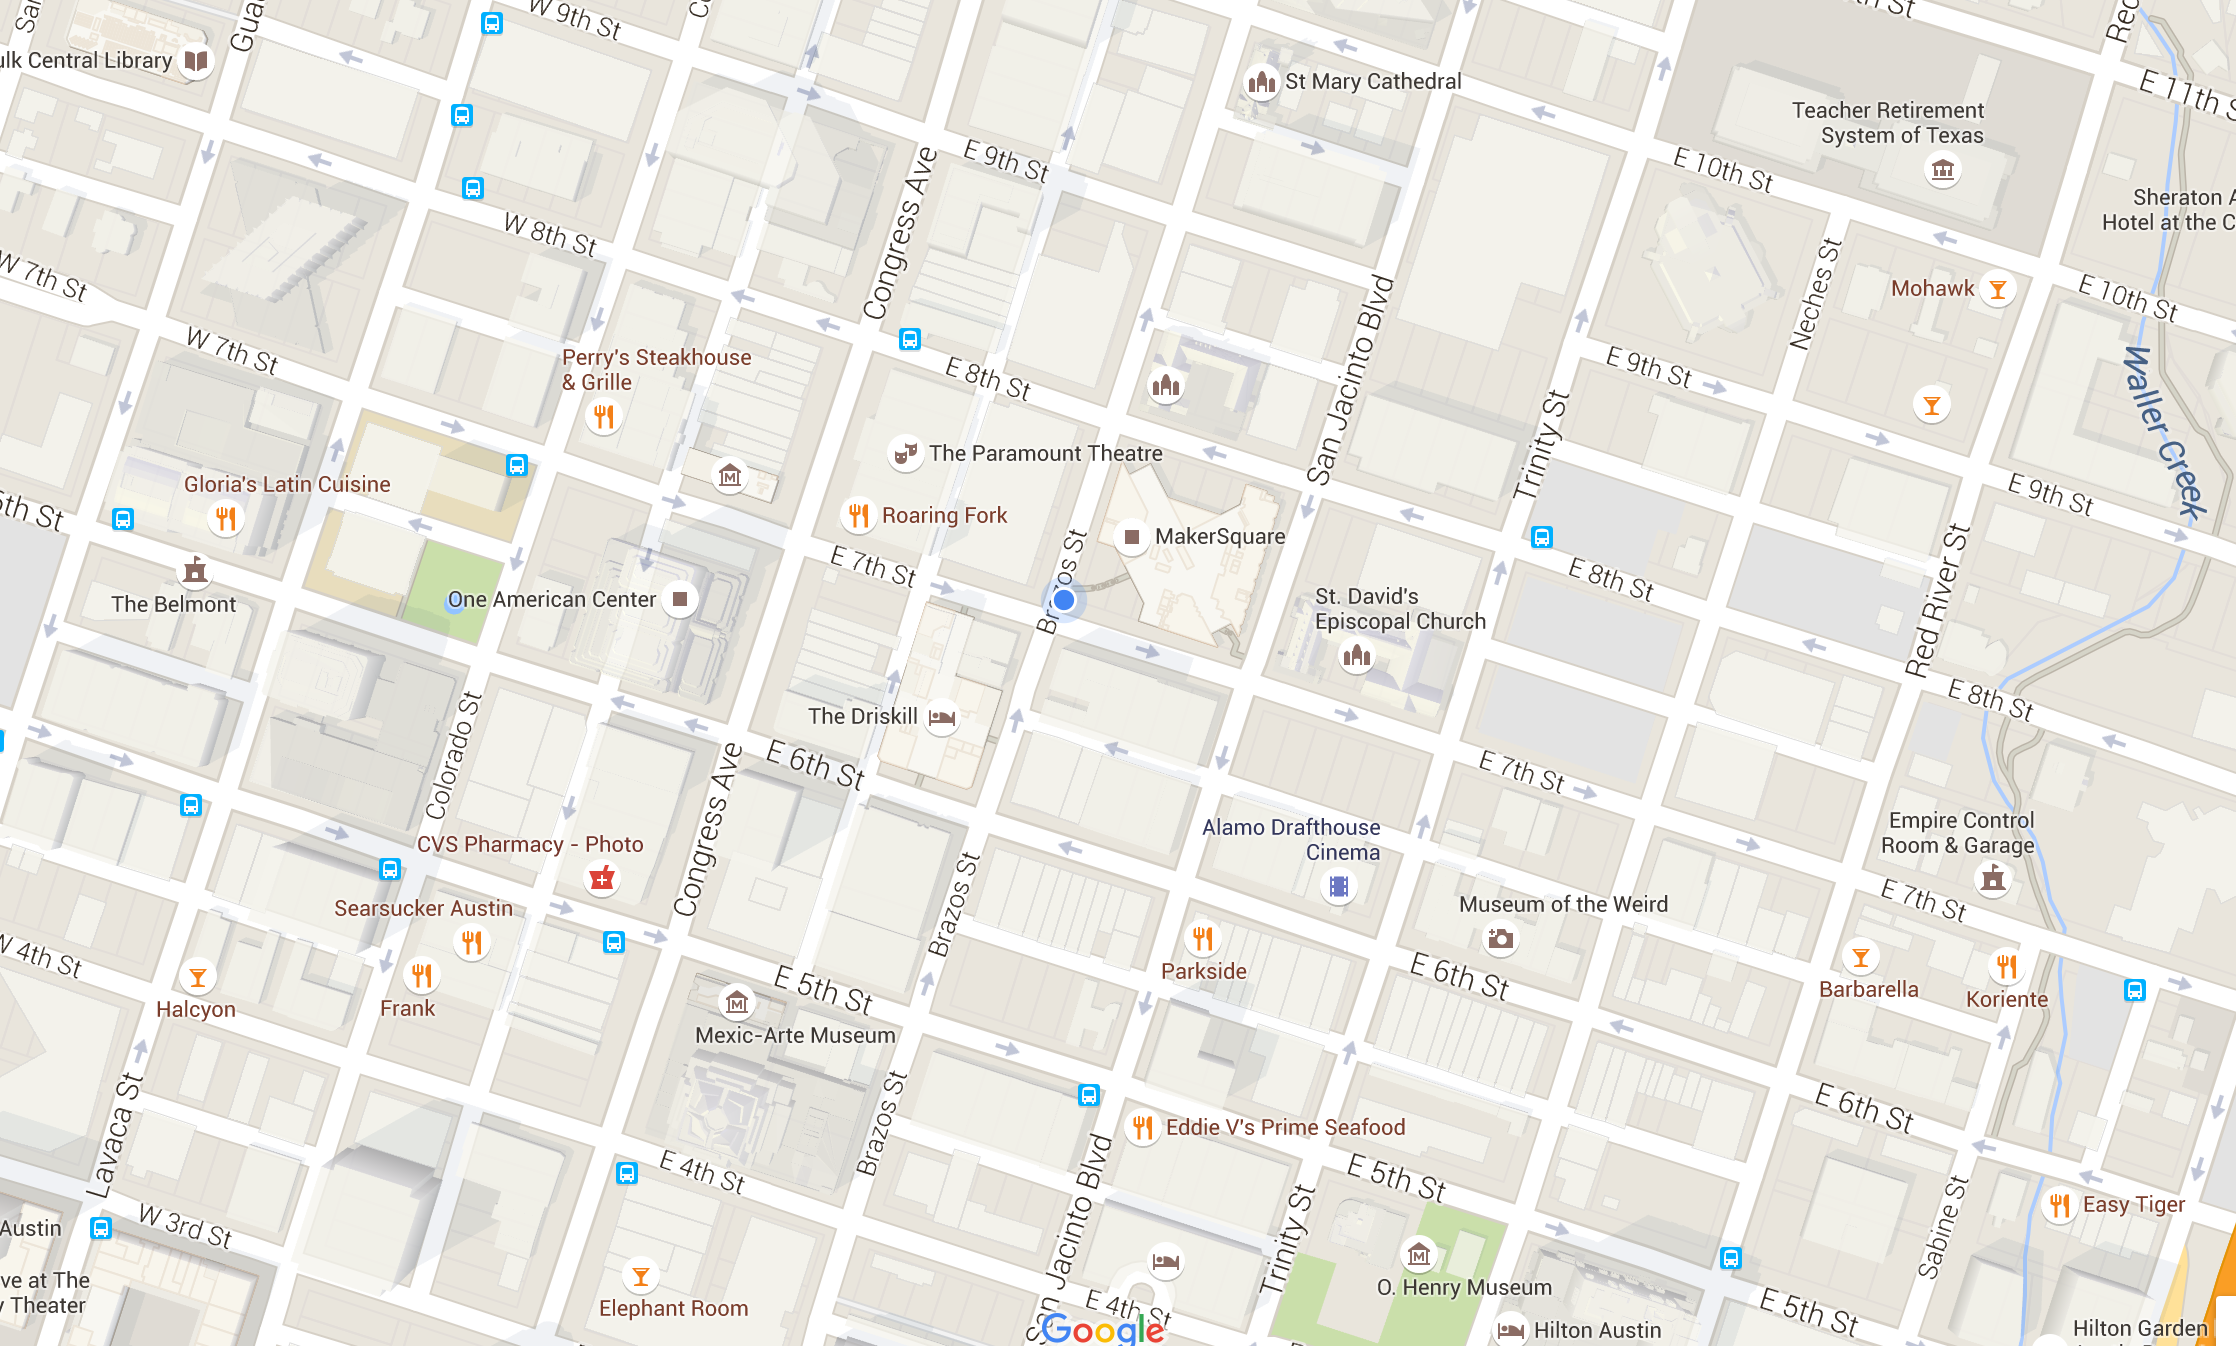 W 9th St
Guad
ulk Central Library
St Mary Cathedral
Teacher Retirement
System of Texas
E 11th S
E 9th St
E 10th St
Sheraton A
Hotel at the C
W 8th St
Congress Ave
San Jacinto Blvd
Neches St
Mohawk
E 10th St
W 7th St
W 7th St
Perry's Steakhouse
& Grille
E 8th St
E 9th St
Waller Creek
Trinity St
The Paramount Theatre
Gloria's Latin Cuisine
Roaring Fork
MakerSquare
E 9th St
5th St
E 7th St
Brazos St
E 8th St
Red River St
The Belmont
One American Center
St. David's
Episcopal Church
E 8th St
The Driskill
Colorado St
E 6th St
E 7th St
Congress Ave
CVS Pharmacy - Photo
Alamo Drafthouse
Cinema
Empire Control
Room & Garage
Searsucker Austin
Brazos St
Museum of the Weird
E 7th St
W 4th St
Parkside
E 6th St
Barbarella
Koriente
Halcyon
Frank
E 5th St
Mexic-Arte Museum
Lavaca St
Brazos St
E 6th St
Eddie V's Prime Seafood
E 4th St
San Jacinto Blvd
E 5th St
Trinity St
Sabine St
Easy Tiger
Austin
W 3rd St
ve at The
y Theater
Elephant Room
E 4th St
O. Henry Museum
E 5th St
Google
Hilton Austin
Hilton Garden